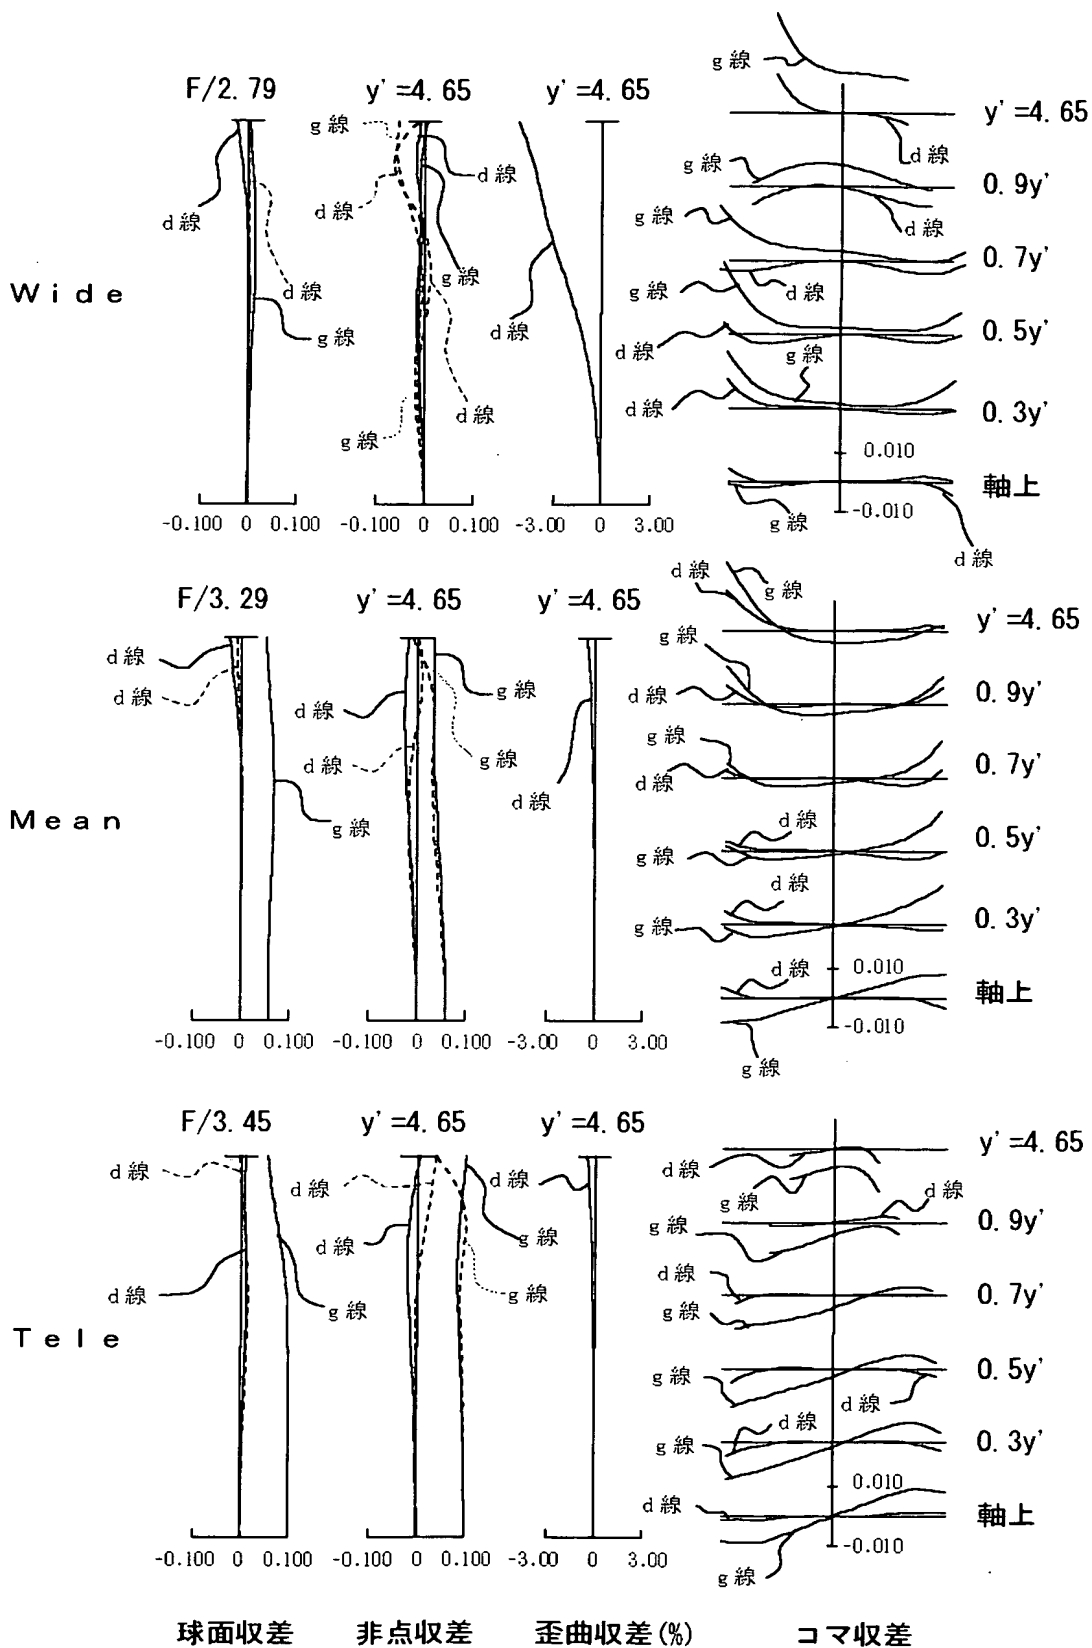 Wide
F/2.79
d線
d線
g線
-0.100 0 0.100
y'=4.65
g線
d線
d線
g線
d線
g線
-0.100 0 0.100
y'=4.65
d線
-3.00 0 3.00
g線
y'=4.65
d線
g線
0.9y'
d線
g線
0.7y'
d線
g線
0.5y'
d線
g線
0.3y'
d線
0.010
軸上
-0.010
g線
d線
Mean
F/3.29
d線
d線
g線
-0.100 0 0.100
y'=4.65
d線
g線
d線
g線
-0.100 0 0.100
y'=4.65
d線
-3.00 0 3.00
d線
g線
y'=4.65
g線
0.9y'
d線
g線
0.7y'
d線
d線
0.5y'
g線
d線
0.3y'
g線
d線
0.010
軸上
-0.010
g線
Tele
F/3.45
d線
d線
g線
-0.100 0 0.100
y'=4.65
d線
d線
g線
g線
-0.100 0 0.100
y'=4.65
d線
-3.00 0 3.00
y'=4.65
d線
g線
d線
0.9y'
g線
d線
0.7y'
g線
0.5y'
g線
d線
d線
0.3y'
g線
0.010
d線
軸上
-0.010
g線
球面収差
非点収差
歪曲収差(%)
コマ収差